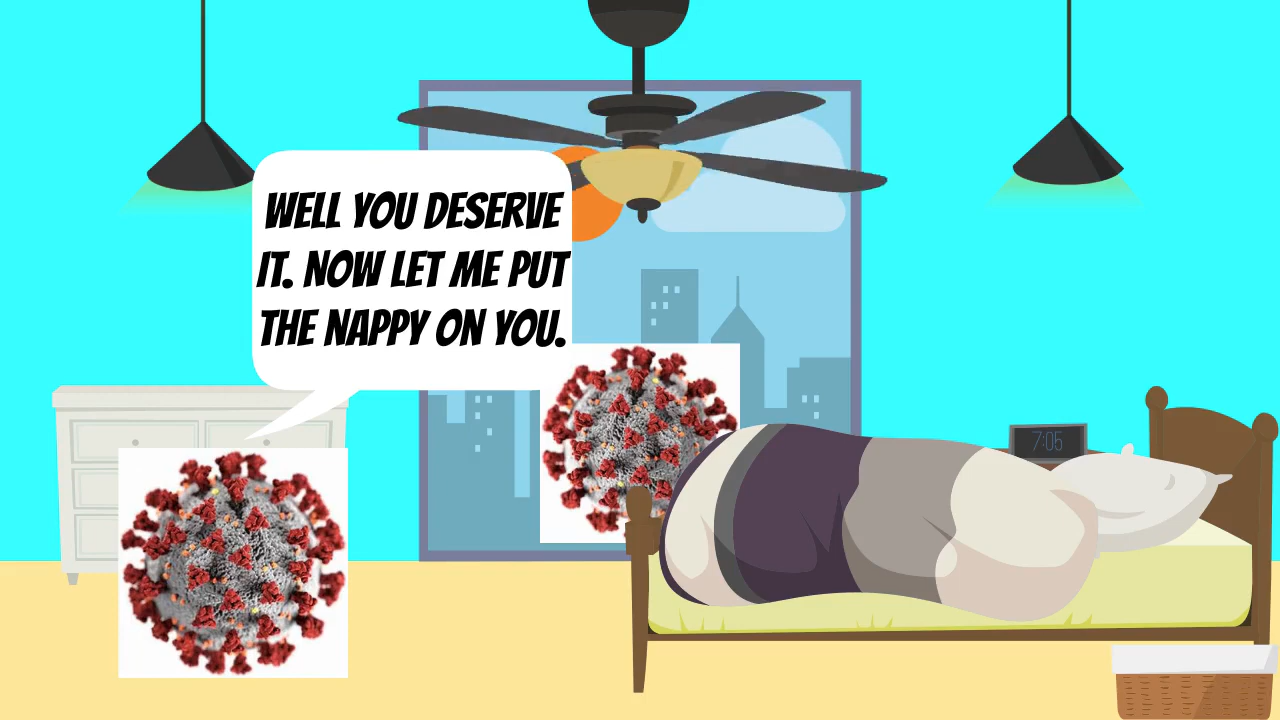 WELL YOU DESERVE
IT. NOW LET ME PUT
THE NAPPY ON YOU.
7:05